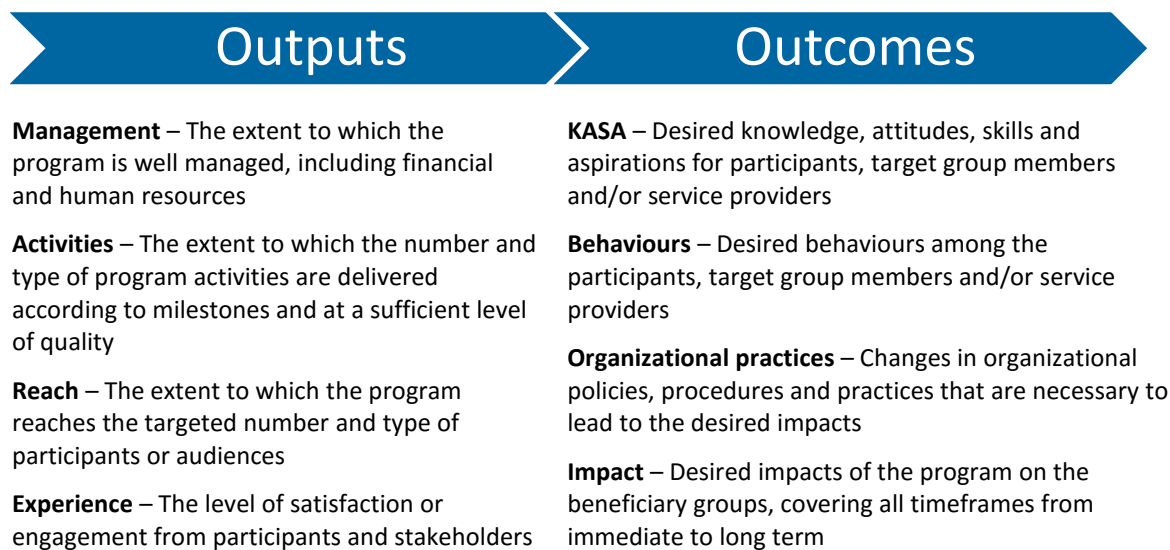 Outputs
Outcomes
Management – The extent to which the
program is well managed, including financial
and human resources
Activities – The extent to which the number and
type of program activities are delivered
according to milestones and at a sufficient level
of quality
Reach – The extent to which the program
reaches the targeted number and type of
participants or audiences
Experience – The level of satisfaction or
engagement from participants and stakeholders
KASA – Desired knowledge, attitudes, skills and
aspirations for participants, target group members
and/or service providers
Behaviours – Desired behaviours among the
participants, target group members and/or service
providers
Organizational practices – Changes in organizational
policies, procedures and practices that are necessary to
lead to the desired impacts
Impact – Desired impacts of the program on the
beneficiary groups, covering all timeframes from
immediate to long term